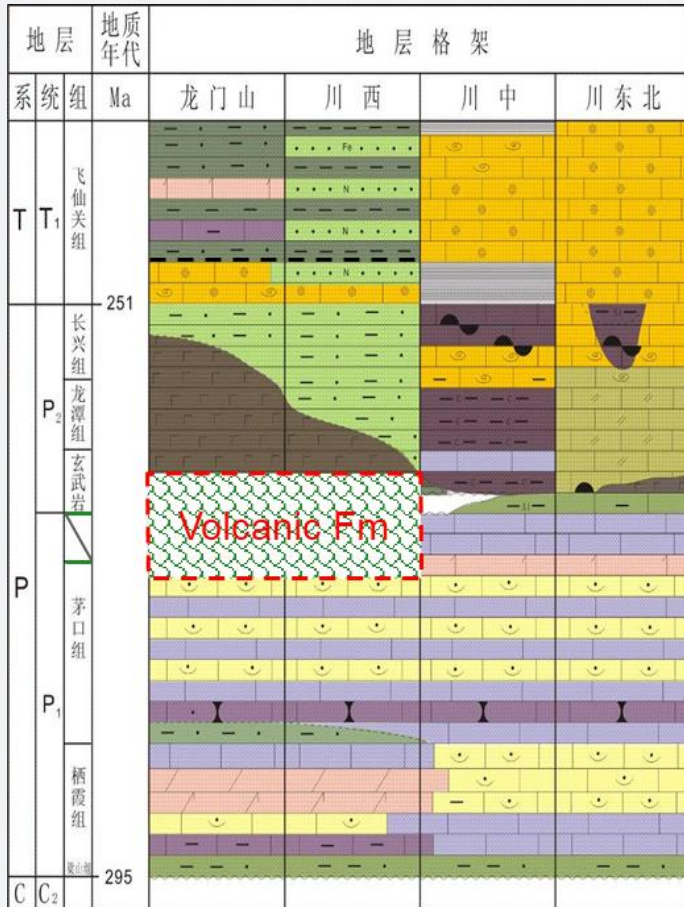 地 层
地质
年代
地 层 格 架
系 统 组 Ma 龙门山 川 西 川 中 川东北
T T₁ 飞仙关组
251
P P₂ 长兴组
龙潭组
玄武岩
Volcanic Fm
P₁ 茅口组
栖霞组
梁山组
295
C C₂
Fe
N
N
N